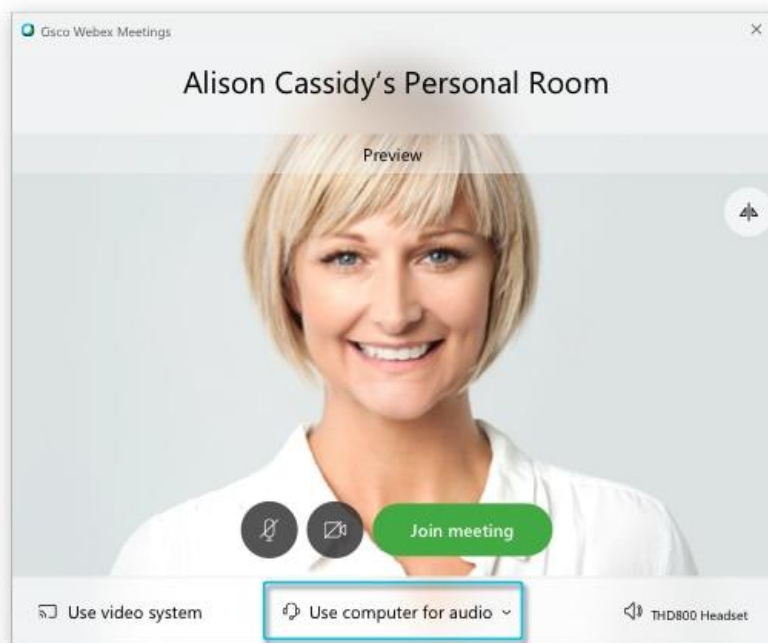 Cisco Webex Meetings
Alison Cassidy's Personal Room
Preview
Join meeting
Use video system
Use computer for audio
THD800 Headset